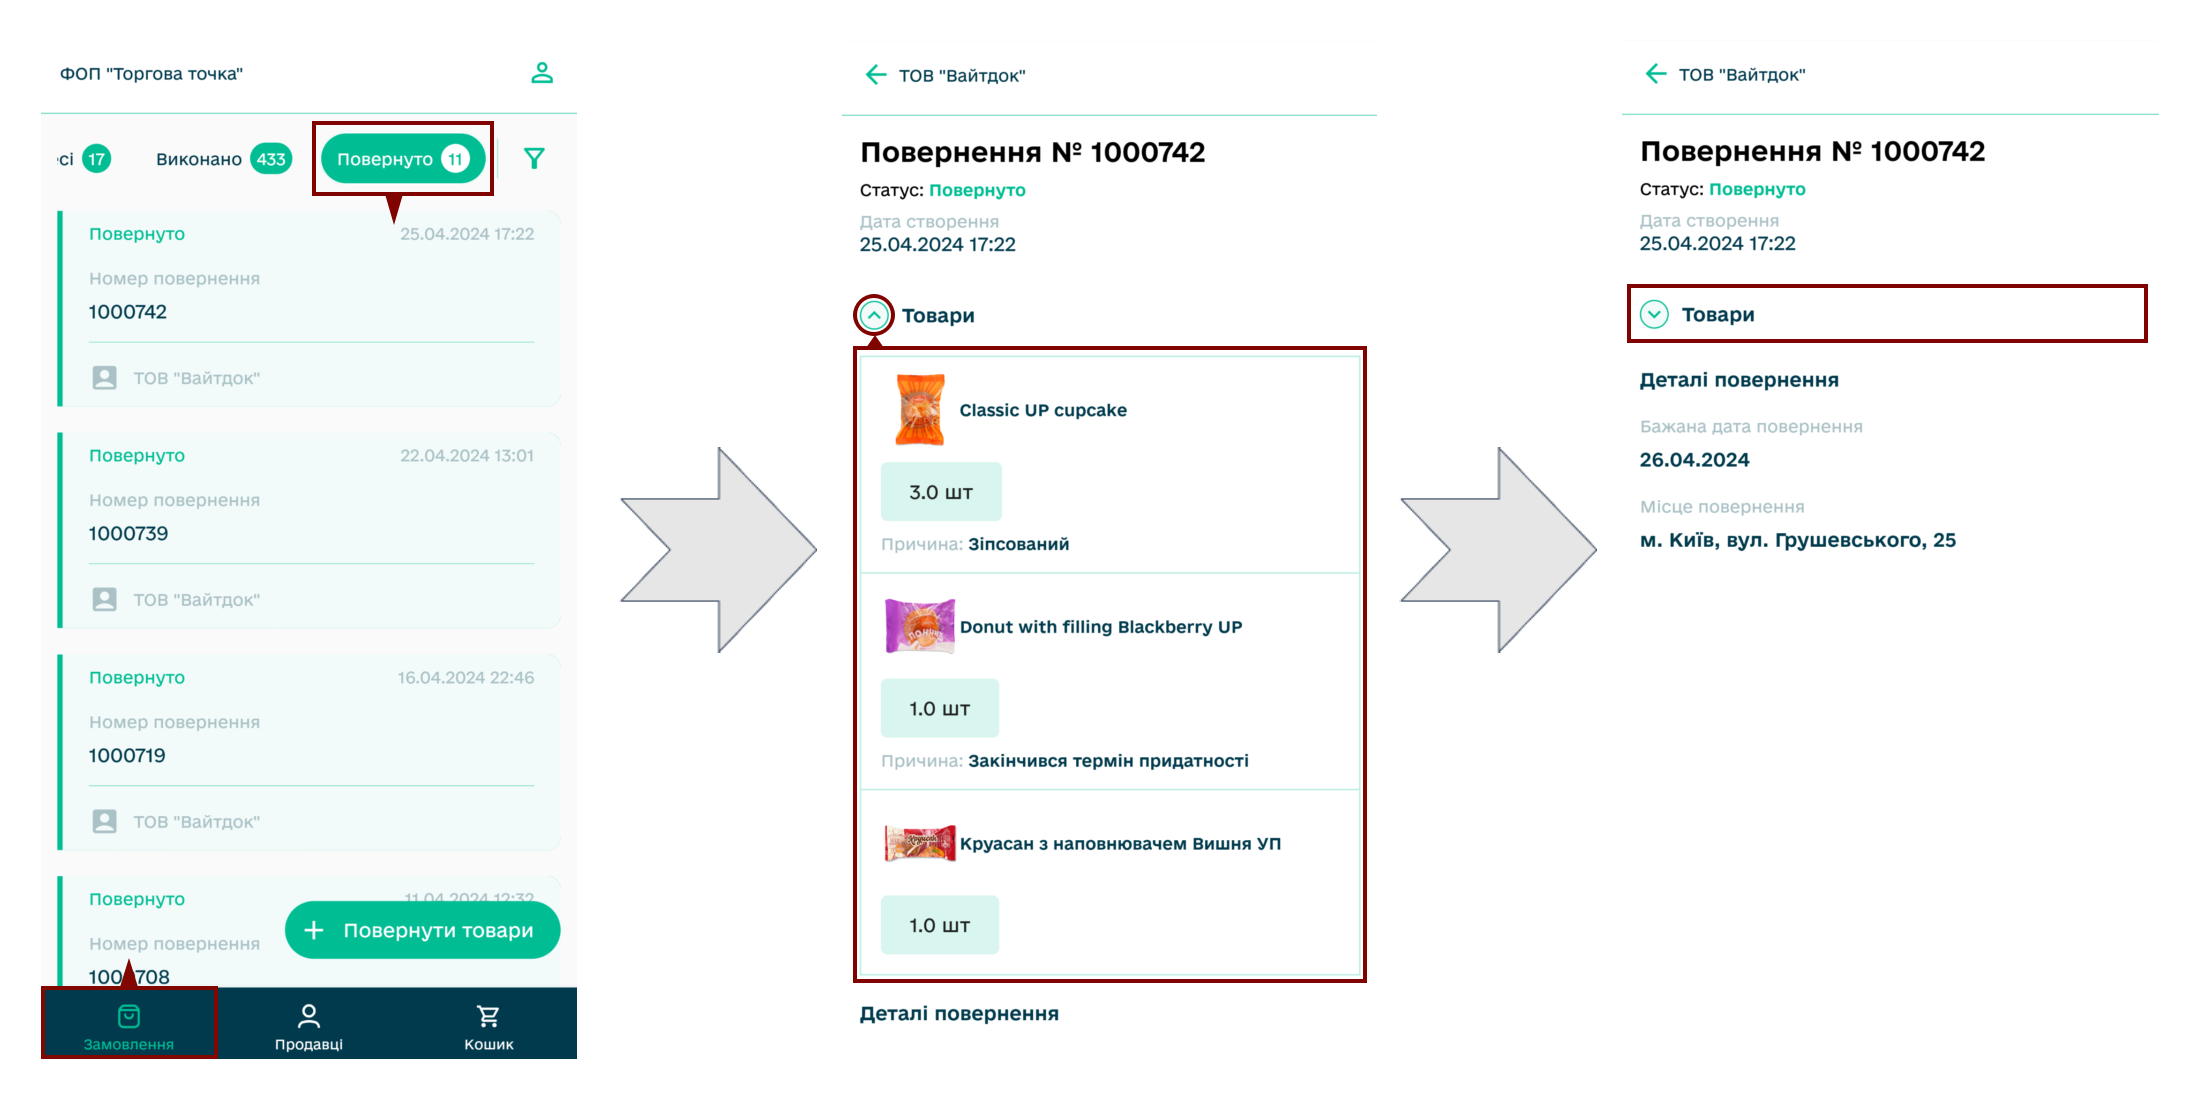 ФОП "Торгова точка"
сі 17 Виконано 433 Повернуто 11
Повернуто 25.04.2024 17:22
Номер повернення
1000742
ТОВ "Вайтдок"
Повернуто 22.04.2024 13:01
Номер повернення
1000739
ТОВ "Вайтдок"
Повернуто 16.04.2024 22:46
Номер повернення
1000719
ТОВ "Вайтдок"
Повернуто 11.04.2024 12:32
Номер повернення
+ Повернути товари
Замовлення Продавці Кошик
ТОВ "Вайтдок"
Повернення № 1000742
Статус: Повернуто
Дата створення
25.04.2024 17:22
Товари
Classic UP cupcake
3.0 шт
Причина: Зіпсований
Donut with filling Blackberry UP
1.0 шт
Причина: Закінчився термін придатності
Круасан з наповнювачем Вишня УП
1.0 шт
Деталі повернення
ТОВ "Вайтдок"
Повернення № 1000742
Статус: Повернуто
Дата створення
25.04.2024 17:22
Товари
Деталі повернення
Бажана дата повернення
26.04.2024
Місце повернення
м. Київ, вул. Грушевського, 25